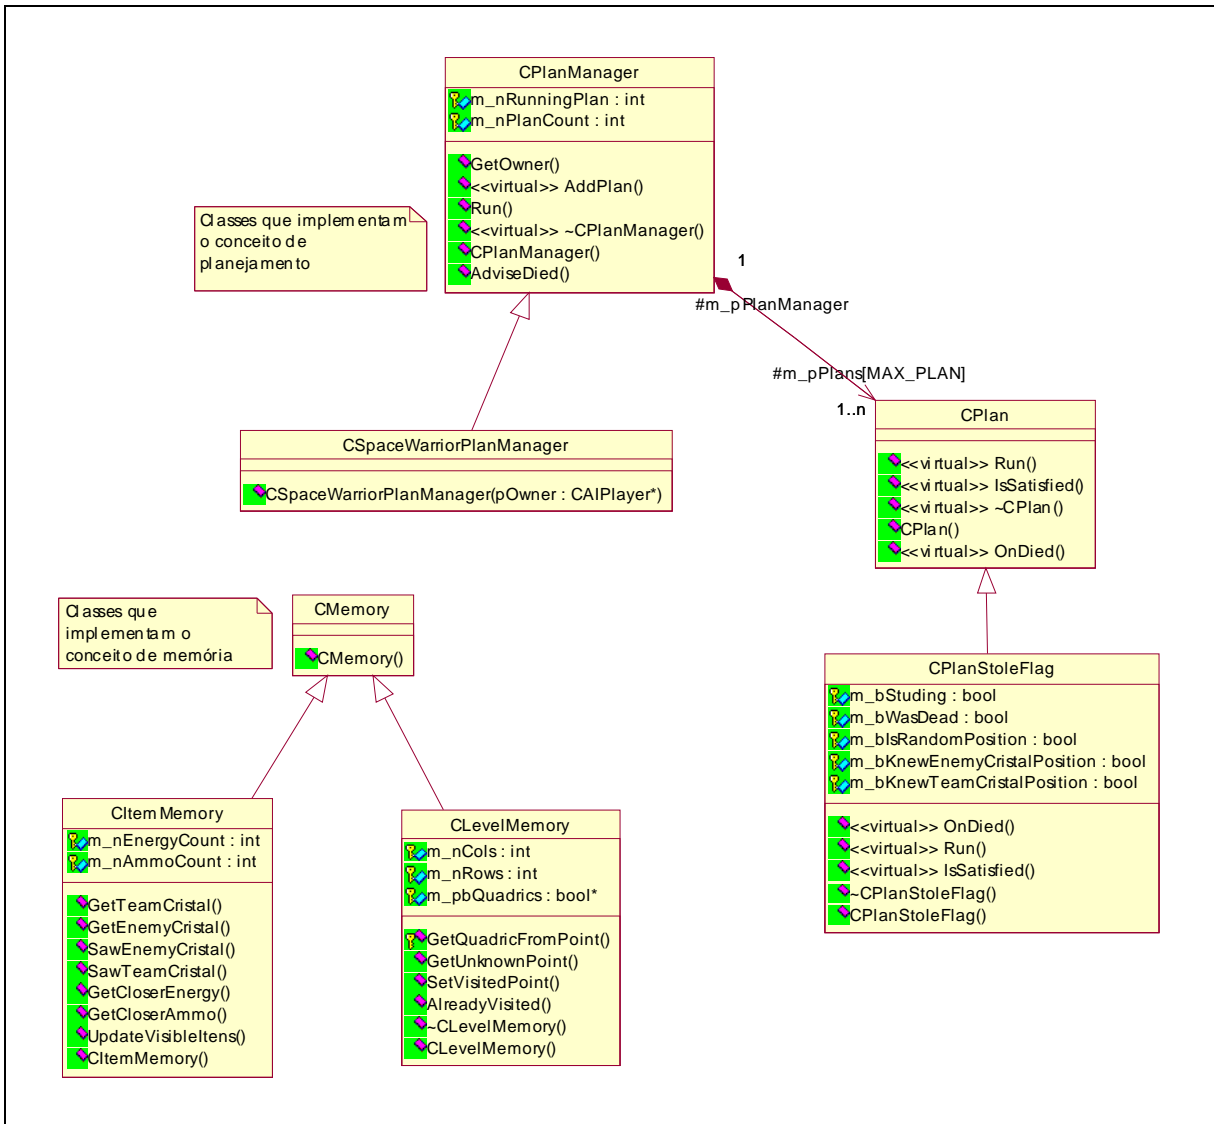 CPlanManager
m_nRunningPlan : int
m_nPlanCount : int
GetOwner()
<<virtual>> AddPlan()
Run()
<<virtual>> ~CPlanManager()
CPlanManager()
AdviseDied()
Classes que implementam
o conceito de
planejamento
1
#m_pPlanManager
#m_pPlans[MAX_PLAN]
1..n
CPlan
<<virtual>> Run()
<<virtual>> IsSatisfied()
<<virtual>> ~CPlan()
CPlan()
<<virtual>> OnDied()
CSpaceWarriorPlanManager
CSpaceWarriorPlanManager(pOwner : CAIPlayer*)
Classes que
implementam o
conceito de memória
CMemory
CMemory()
CPlanStoleFlag
m_bStuding : bool
m_bWasDead : bool
m_bIsRandomPosition : bool
m_bKnewEnemyCristalPosition : bool
m_bKnewTeamCristalPosition : bool
<<virtual>> OnDied()
<<virtual>> Run()
<<virtual>> IsSatisfied()
~CPlanStoleFlag()
CPlanStoleFlag()
CItemMemory
m_nEnergyCount : int
m_nAmmoCount : int
GetTeamCristal()
GetEnemyCristal()
SawEnemyCristal()
SawTeamCristal()
GetCloserEnergy()
GetCloserAmmo()
UpdateVisibleItens()
CItemMemory()
CLevelMemory
m_nCols : int
m_nRows : int
m_pbQuadrics : bool*
GetQuadricFromPoint()
GetUnknownPoint()
SetVisitedPoint()
AlreadyVisited()
~CLevelMemory()
CLevelMemory()